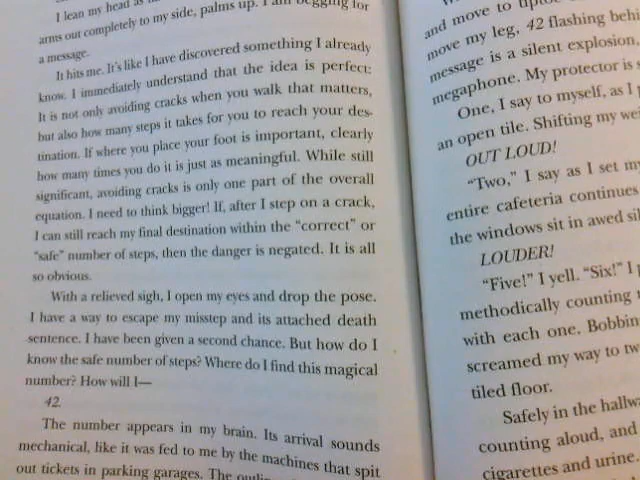 I lean my head as
arms out completely to my side, palms up. I am begging for
a message.
It hits me. It's like I have discovered something I already
know. I immediately understand that the idea is perfect:
It is not only avoiding cracks when you walk that matters,
but also how many steps it takes for you to reach your des-
tination. If where you place your foot is important, clearly
how many times you do it is just as meaningful. While still
significant, avoiding cracks is only one part of the overall
equation. I need to think bigger! If, after I step on a crack,
I can still reach my final destination within the "correct" or
"safe" number of steps, then the danger is negated. It is all
so obvious.
With a relieved sigh, I open my eyes and drop the pose.
I have a way to escape my misstep and its attached death
sentence. I have been given a second chance. But how do I
know the safe number of steps? Where do I find this magical
number? How will I—
42.
The number appears in my brain. Its arrival sounds
mechanical, like it was fed to me by the machines that spit
out tickets in parking garages. The
and move to
move my leg, 42 flashing
message is a silent explosion,
megaphone. My protector is
One, I say to myself, as I
an open tile. Shifting my
OUT LOUD!
"Two," I say as I set my
entire cafeteria continues
the windows sit in awed
LOUDER!
"Five!" I yell. "Six!" I
methodically counting
with each one.
screamed my way to
tiled floor.
Safely in the
counting aloud, and
cigarettes and urine.